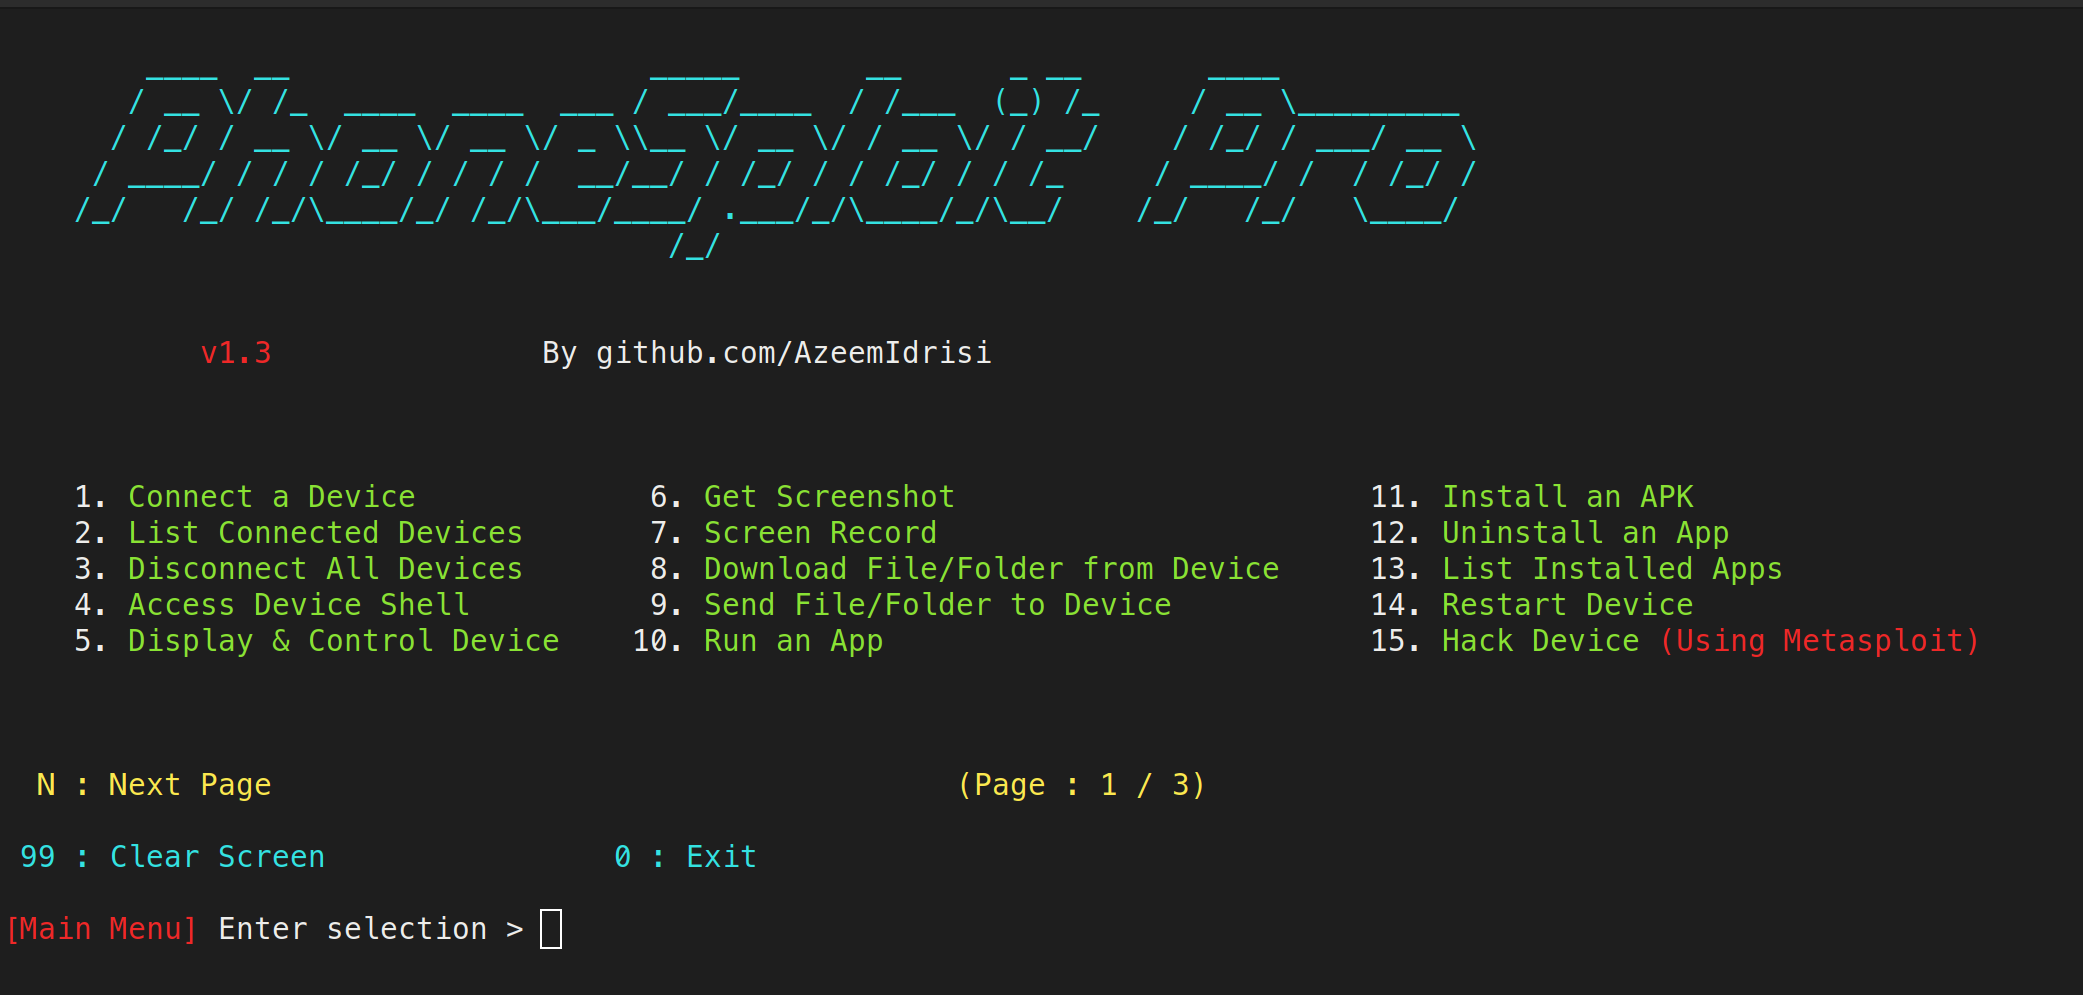 PhoneSploit Pro
v1.3 By github.com/AzeemIdrisi
1. Connect a Device 6. Get Screenshot 11. Install an APK
2. List Connected Devices 7. Screen Record 12. Uninstall an App
3. Disconnect All Devices 8. Download File/Folder from Device 13. List Installed Apps
4. Access Device Shell 9. Send File/Folder to Device 14. Restart Device
5. Display & Control Device 10. Run an App 15. Hack Device (Using Metasploit)
N : Next Page (Page : 1 / 3)
99 : Clear Screen 0 : Exit
[Main Menu] Enter selection >